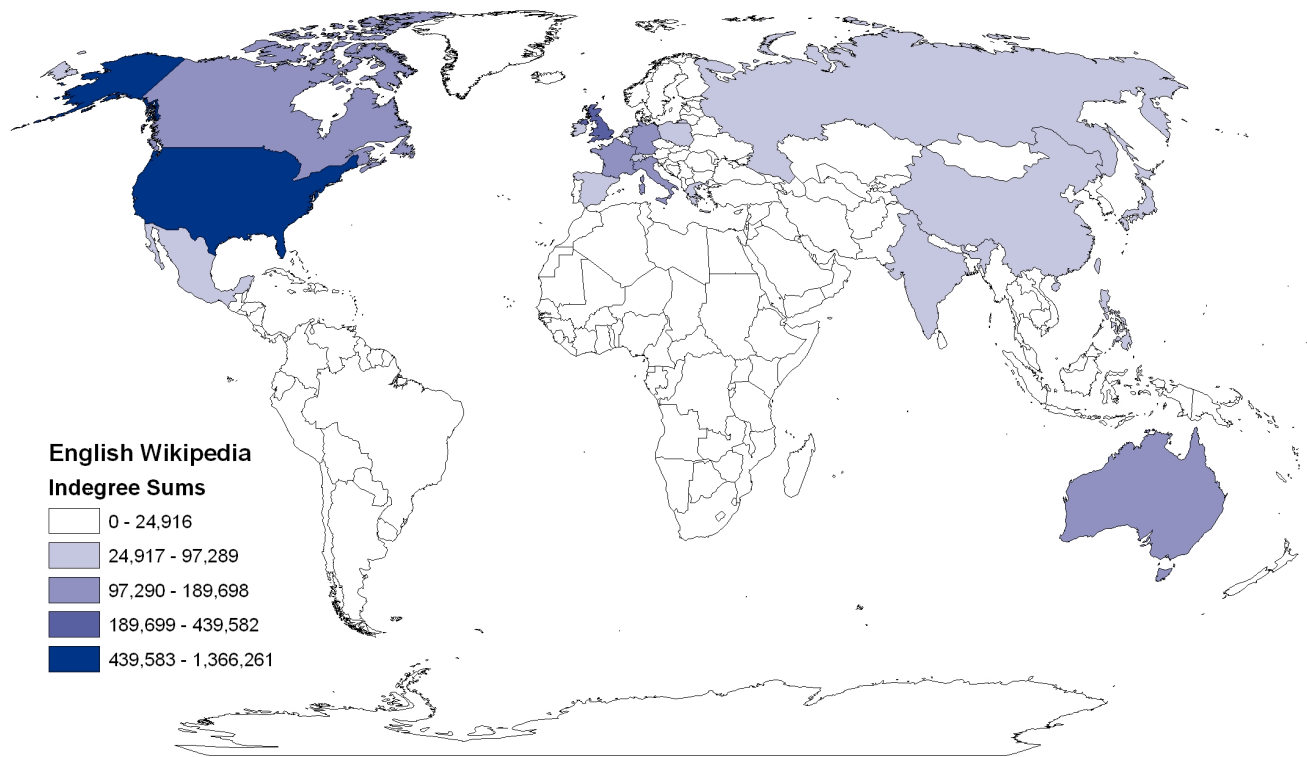 English Wikipedia
Indegree Sums
0 - 24,916
24,917 - 97,289
97,290 - 189,698
189,699 - 439,582
439,583 - 1,366,261